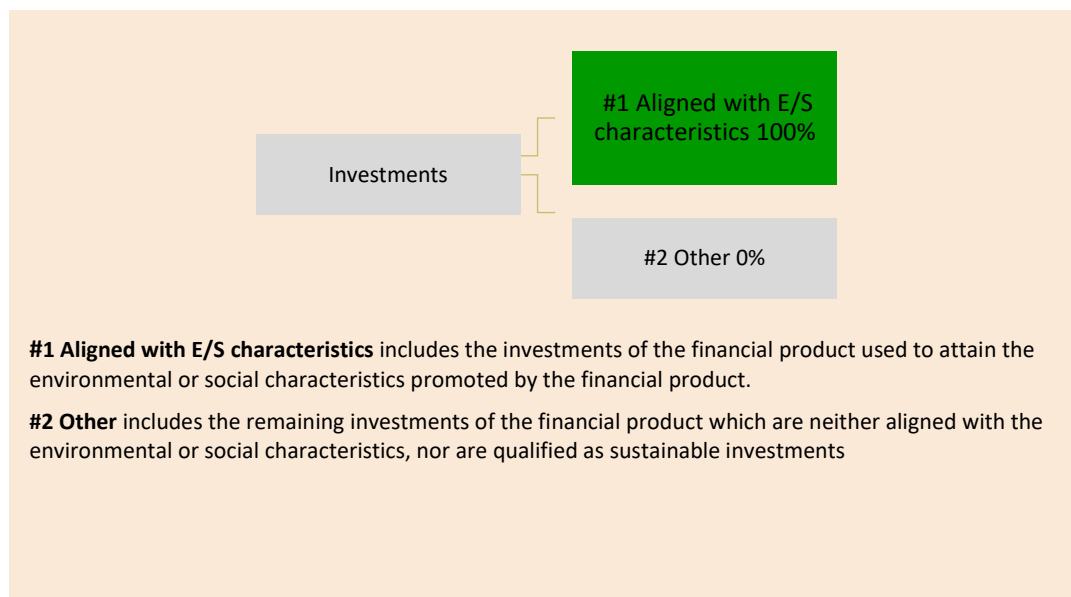 #1 Aligned with E/S
characteristics 100%
Investments
#2 Other 0%
#1 Aligned with E/S characteristics includes the investments of the financial product used to attain the
environmental or social characteristics promoted by the financial product.
#2 Other includes the remaining investments of the financial product which are neither aligned with the
environmental or social characteristics, nor are qualified as sustainable investments